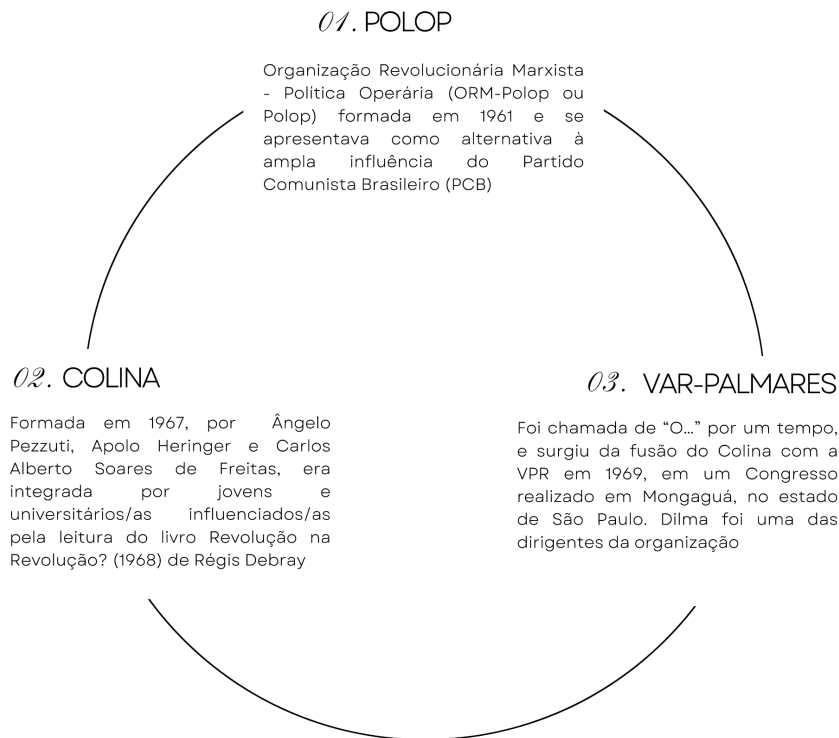 01. POLOP
Organização Revolucionária Marxista
- Política Operária (ORM-Polop ou
Polop) formada em 1961 e se
apresentava como alternativa à
ampla influência do Partido
Comunista Brasileiro (PCB)
02. COLINA
Formada em 1967, por Ângelo
Pezzuti, Apolo Heringer e Carlos
Alberto Soares de Freitas, era
integrada por jovens e
universitários/as influenciados/as
pela leitura do livro Revolução na
Revolução? (1968) de Régis Debray
03. VAR-PALMARES
Foi chamada de “O...” por um tempo,
e surgiu da fusão do Colina com a
VPR em 1969, em um Congresso
realizado em Mongaguá, no estado
de São Paulo. Dilma foi uma das
dirigentes da organização